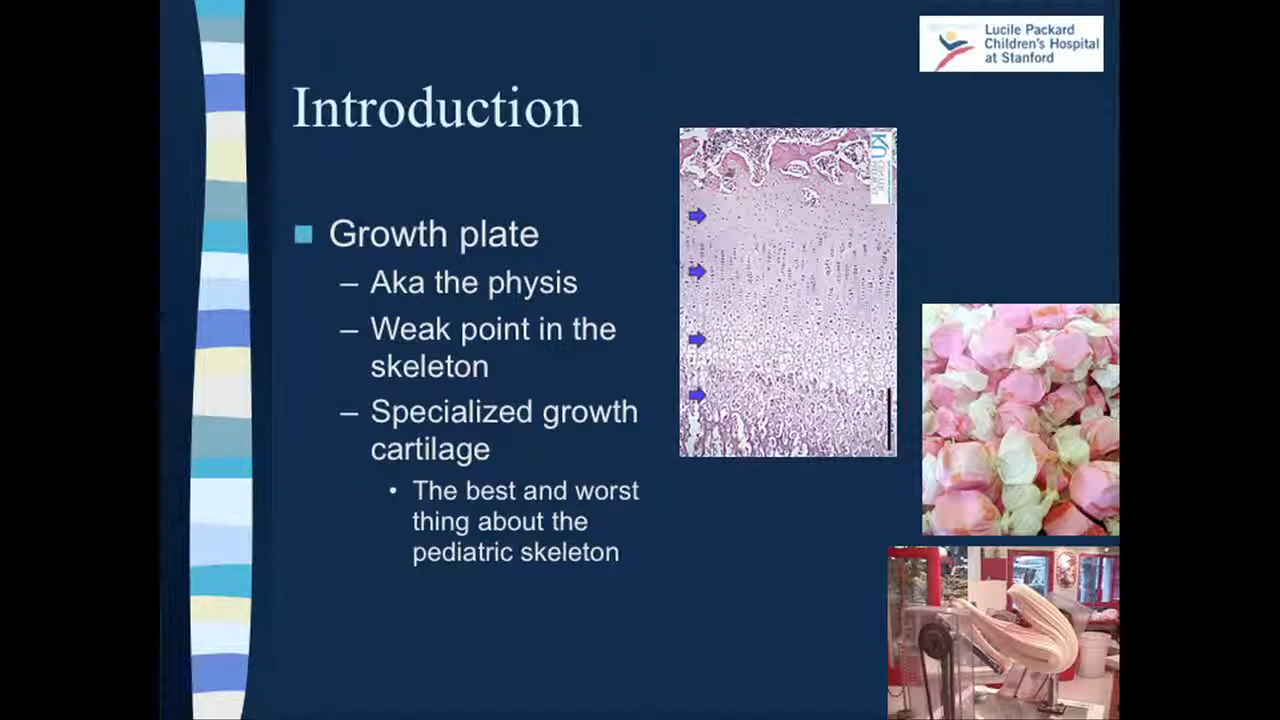 Lucile Packard
Children's Hospital
at Stanford
Introduction
Growth plate
– Aka the physis
– Weak point in the
skeleton
– Specialized growth
cartilage
• The best and worst
thing about the
pediatric skeleton